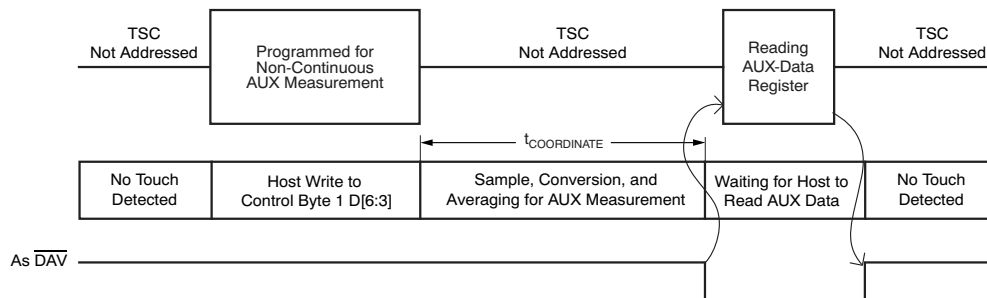 TSC
Not Addressed
Programmed for
Non-Continuous
AUX Measurement
TSC
Not Addressed
Reading
AUX-Data
Register
TSC
Not Addressed
tCOORDINATE
No Touch
Detected
Host Write to
Control Byte 1 D[6:3]
Sample, Conversion, and
Averaging for AUX Measurement
Waiting for Host to
Read AUX Data
No Touch
Detected
As DAV